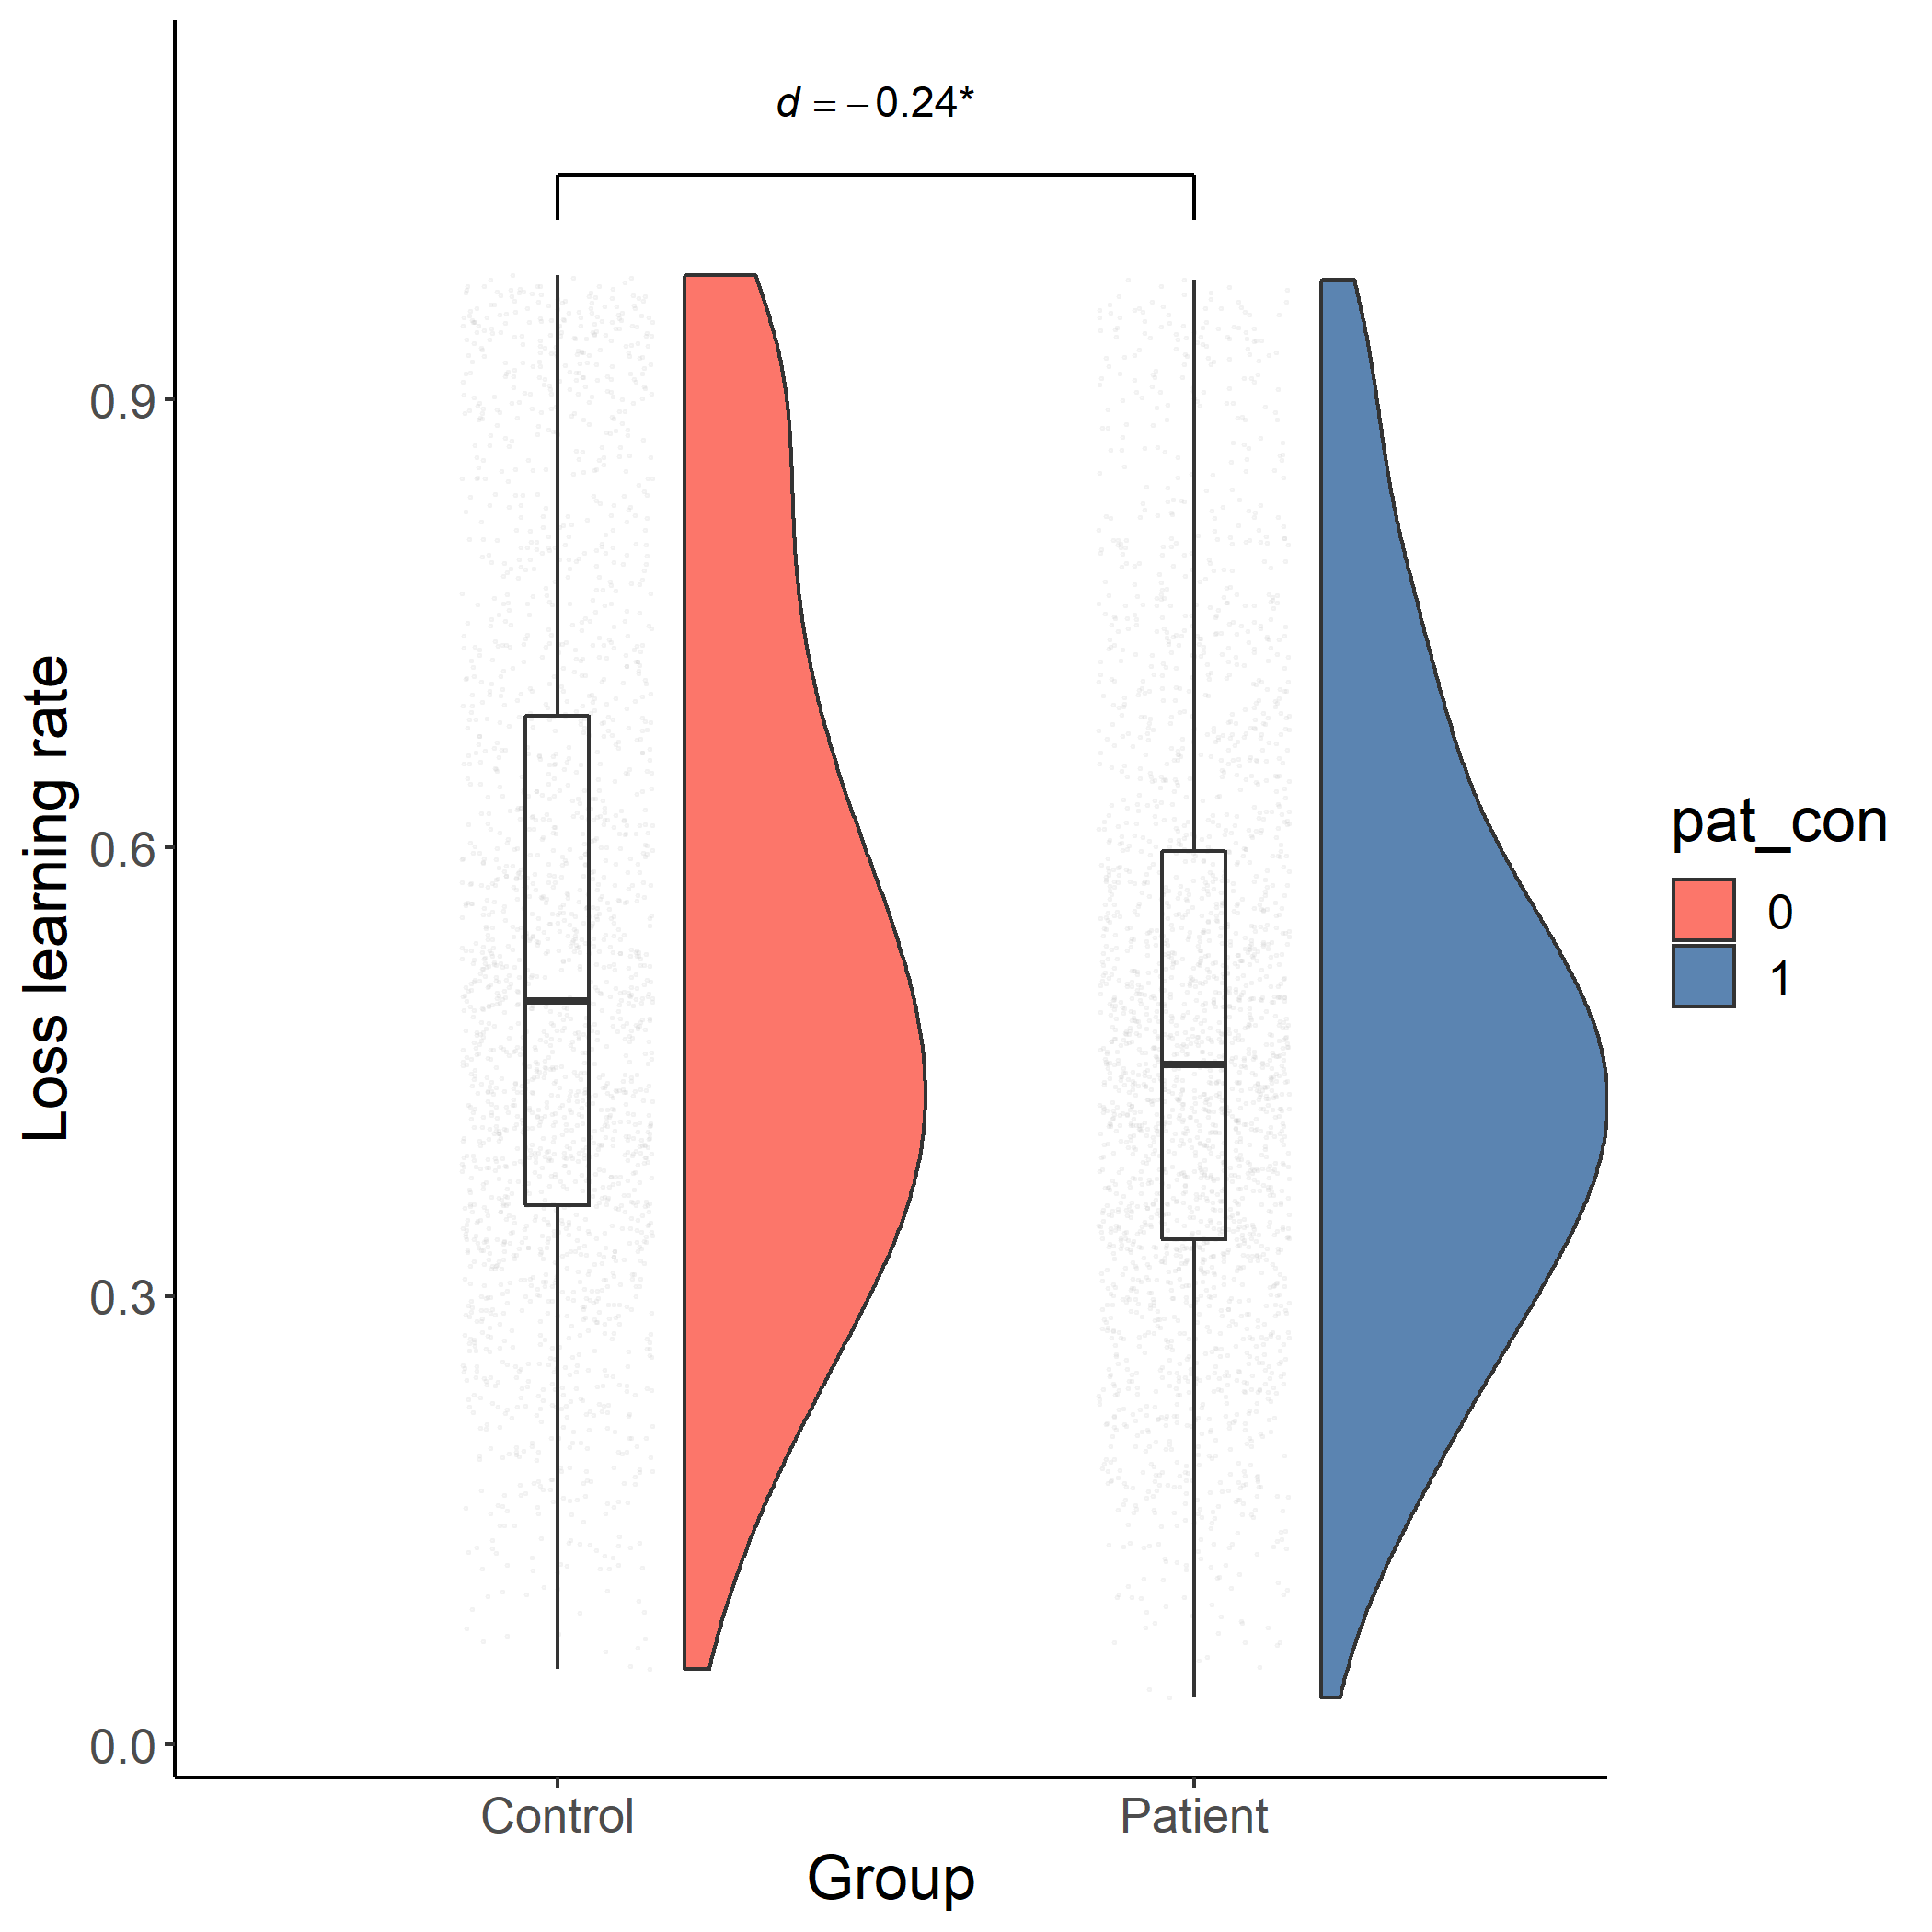 d = −0.24*
Loss learning rate
0.9
0.6
0.3
0.0
Control
Patient
Group
pat_con
0
1